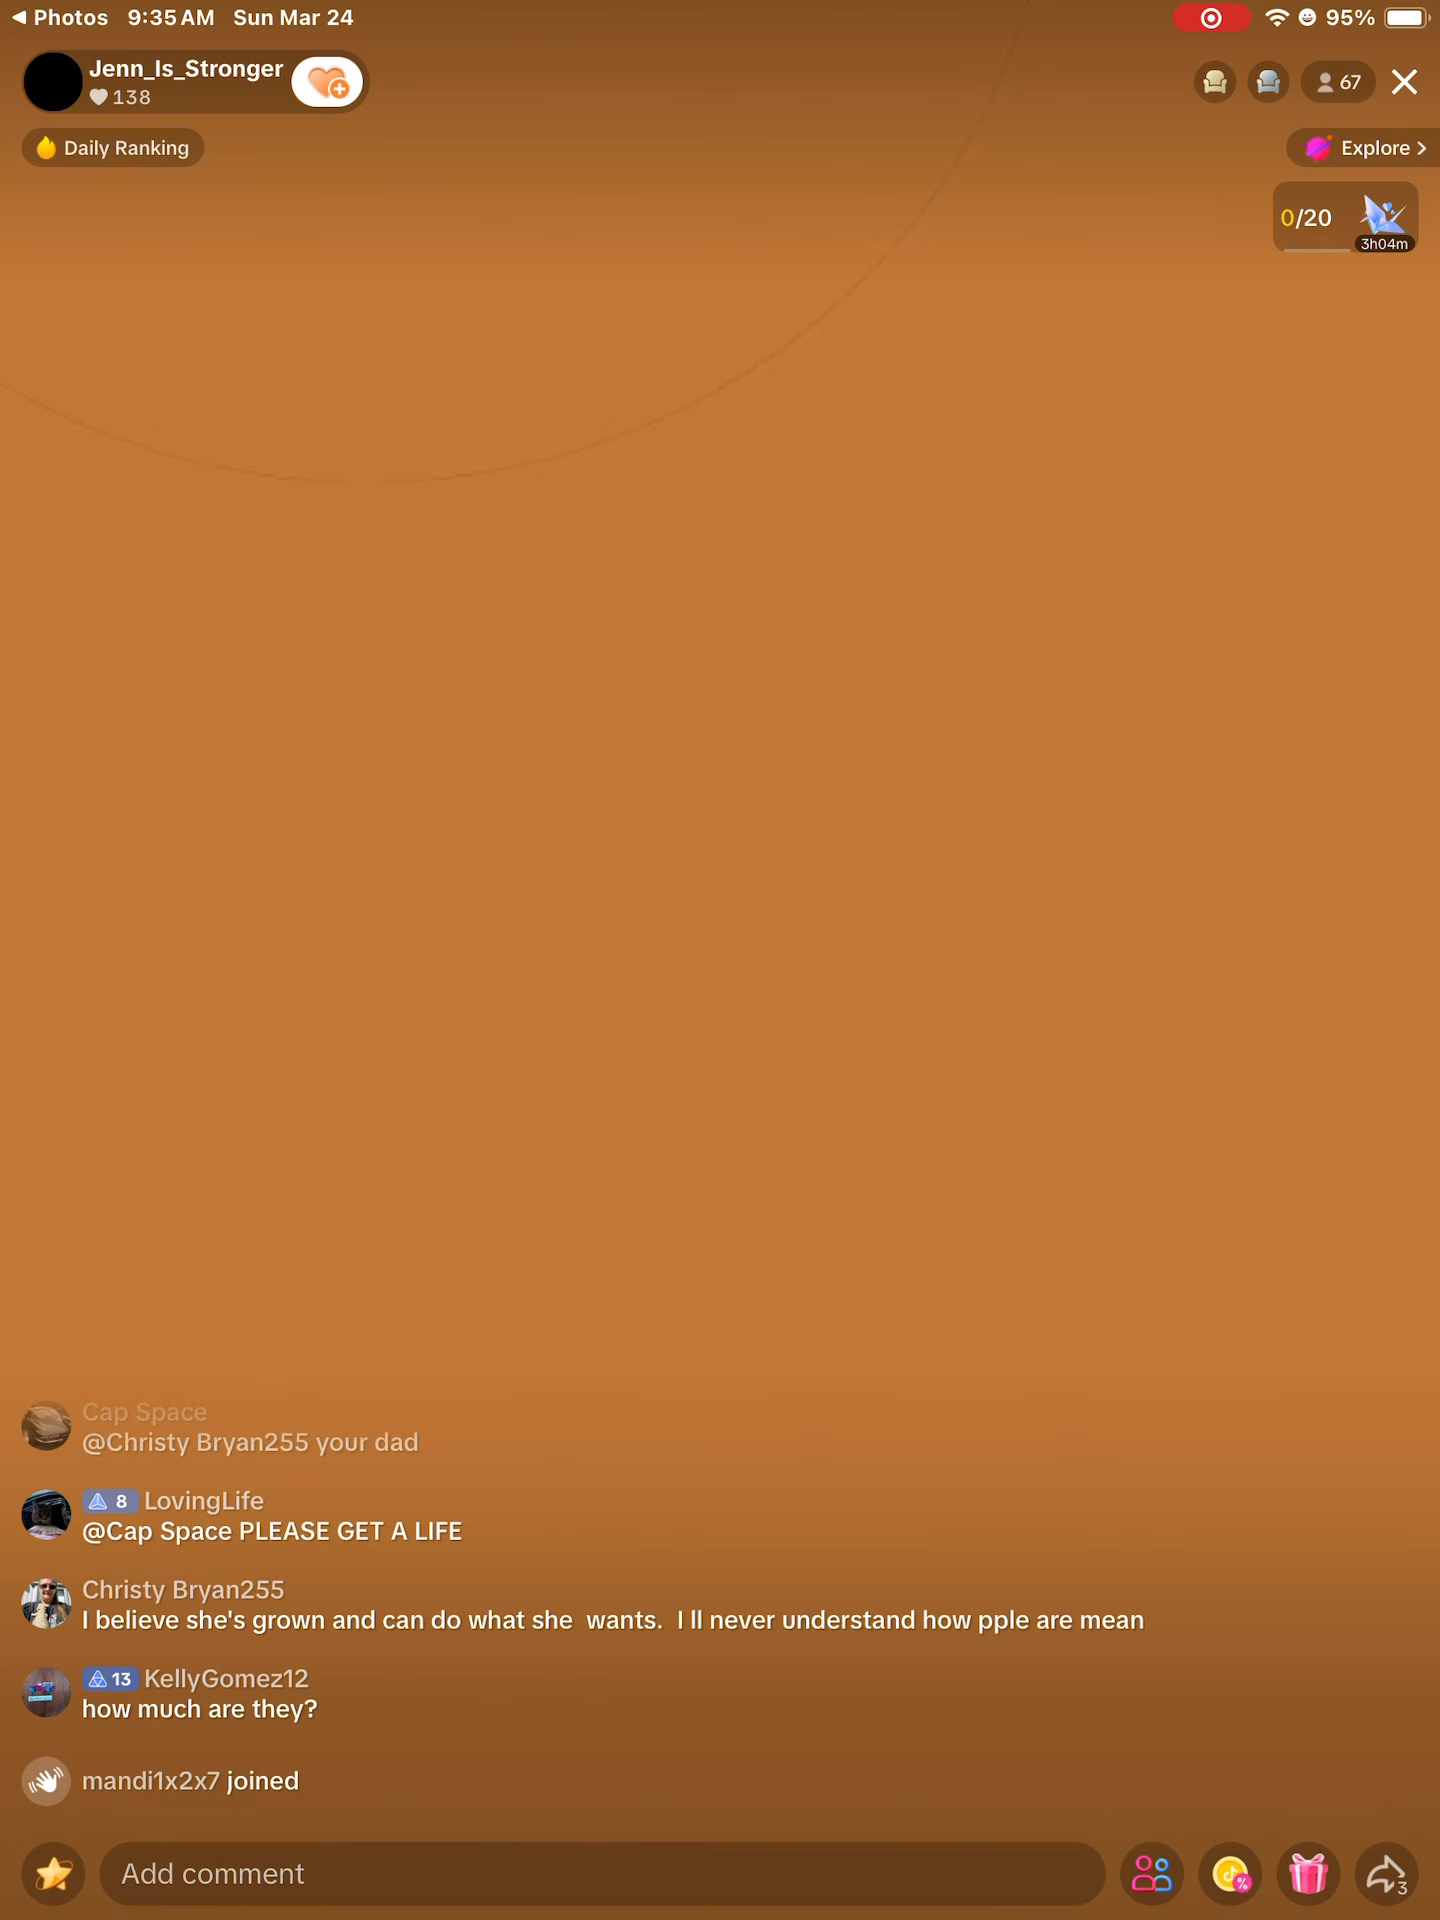 Photos 9:35 AM Sun Mar 24 95%
Jenn_Is_Stronger
138
67
Daily Ranking
Explore >
0/20
3h04m
Cap Space
@Christy Bryan255 your dad
8 LovingLife
@Cap Space PLEASE GET A LIFE
Christy Bryan255
I believe she's grown and can do what she  wants.  I ll never understand how pple are mean
13 KellyGomez12
how much are they?
mandi1x2x7 joined
Add comment
%
3